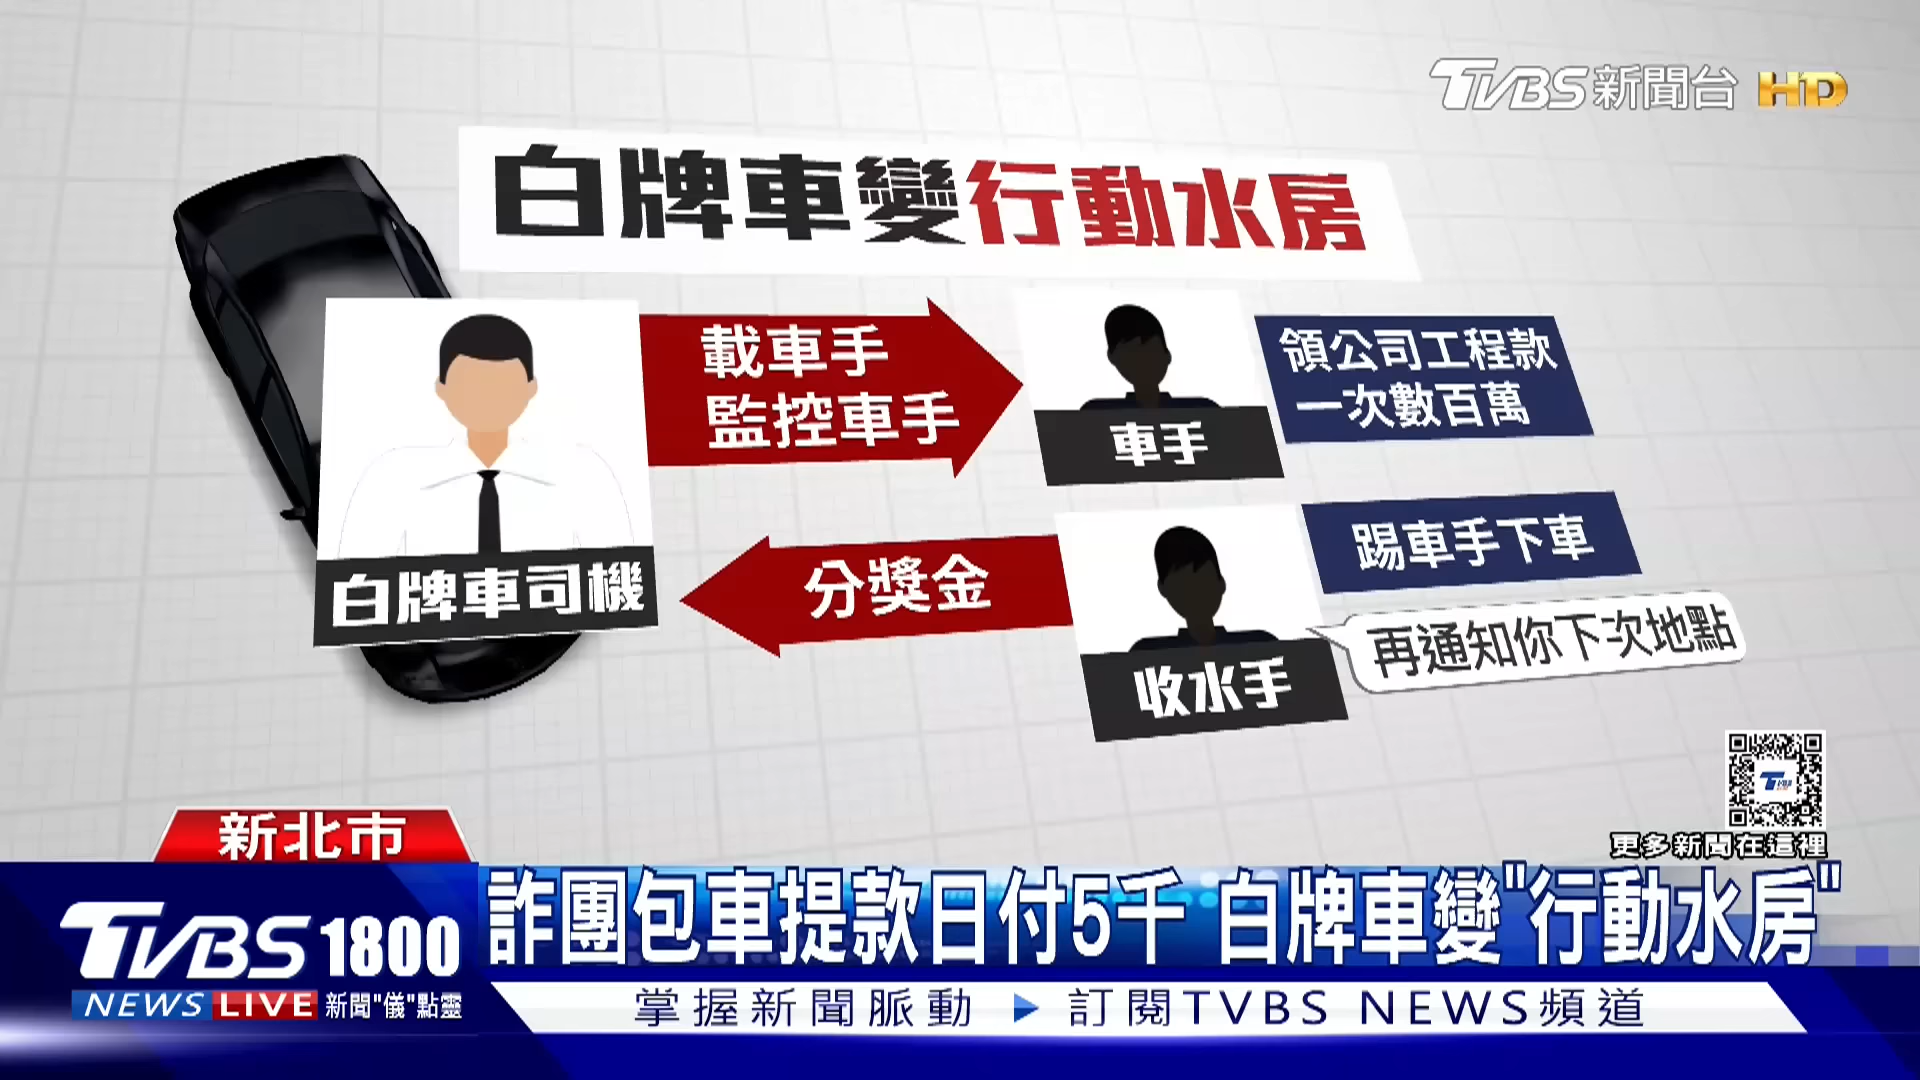 TVBS新聞台 HD
白牌車變行動水房
載車手
監控車手
車手
領公司工程款
一次數百萬
白牌車司機
分獎金
收水手
踢車手下車
再通知你下次地點
TVBS
更多新聞在這裡
新北市
詐團包車提款日付5千 白牌車變"行動水房"
TVBS 1800
NEWS LIVE 新聞"儀"點靈
掌握新聞脈動 ▶ 訂閱TVBS NEWS頻道